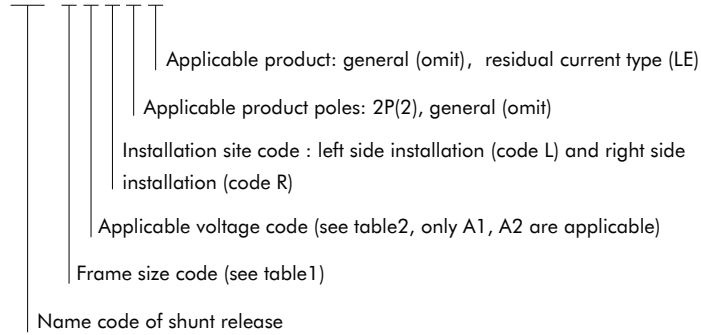 Applicable product: general (omit), residual current type (LE)
Applicable product poles: 2P(2), general (omit)
Installation site code : left side installation (code L) and right side
installation (code R)
Applicable voltage code (see table2, only A1, A2 are applicable)
Frame size code (see table1)
Name code of shunt release